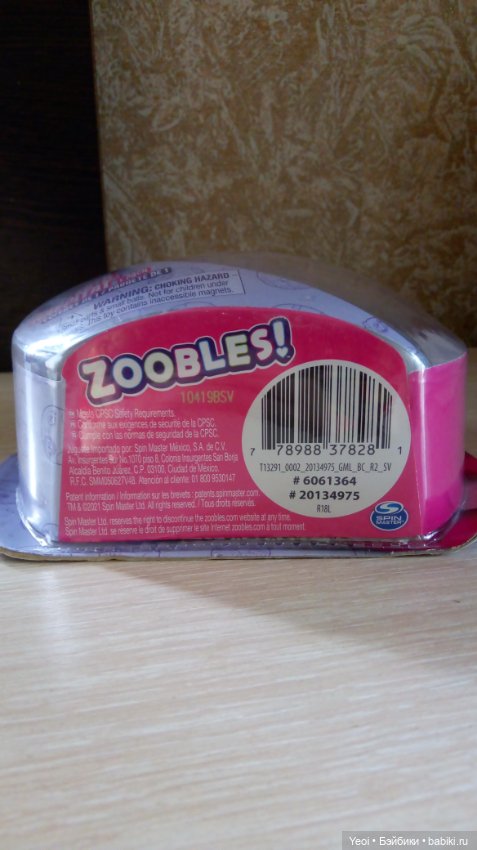 WARNING: CHOKING HAZARD
small balls. Not for children under
This toy contains inaccessible magnets.
ZOOBLES!
10419BSV
Meets CPSC Safety Requirements.
Conforme aux exigences de sécurité de la CPSC.
Cumple con las normas de seguridad de la CPSC.
Juguete Importado por: Spin Master México, S.A. de C.V.
Av. Insurgentes Sur No.1070 piso 8, Colonia Insurgentes San Borja
Alcaldía Benito Juárez, C.P. 03100, Ciudad de México.
R.F.C. SMM050627V48. Atención al cliente: 01 800 9530147
Patent information / Information sur les brevets : patents.spinmaster.com.
TM & ©2021 Spin Master Ltd. All rights reserved. / Tous droits réservés.
Spin Master Ltd. reserves the right to discontinue the zoobles.com website at any time.
Spin Master Ltd. se réserve le droit de supprimer le site Internet zoobles.com à tout moment.
7 78988 37828 1
T13291_0002_20134975_GML_BC_R2_SV
# 6061364
# 20134975
R18L
SPIN
MASTER
Yeoi • Бэйбики • babiki.ru